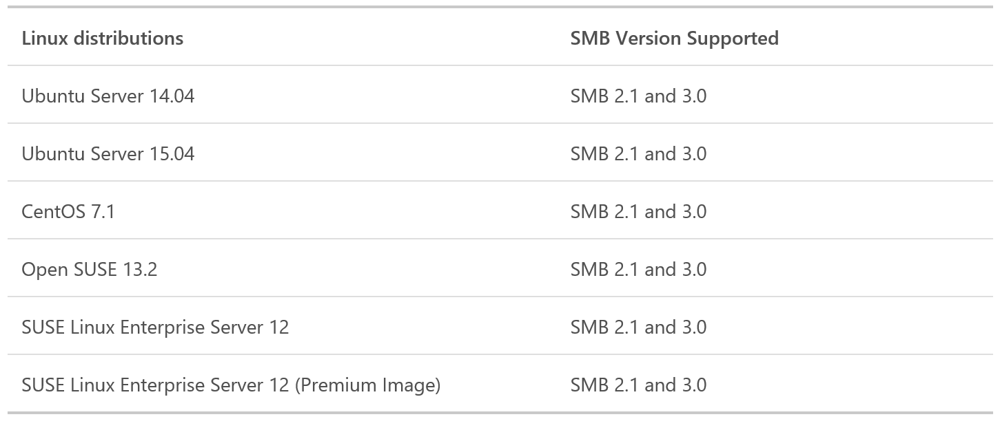 Linux distributions SMB Version Supported
Ubuntu Server 14.04 SMB 2.1 and 3.0
Ubuntu Server 15.04 SMB 2.1 and 3.0
CentOS 7.1 SMB 2.1 and 3.0
Open SUSE 13.2 SMB 2.1 and 3.0
SUSE Linux Enterprise Server 12 SMB 2.1 and 3.0
SUSE Linux Enterprise Server 12 (Premium Image) SMB 2.1 and 3.0